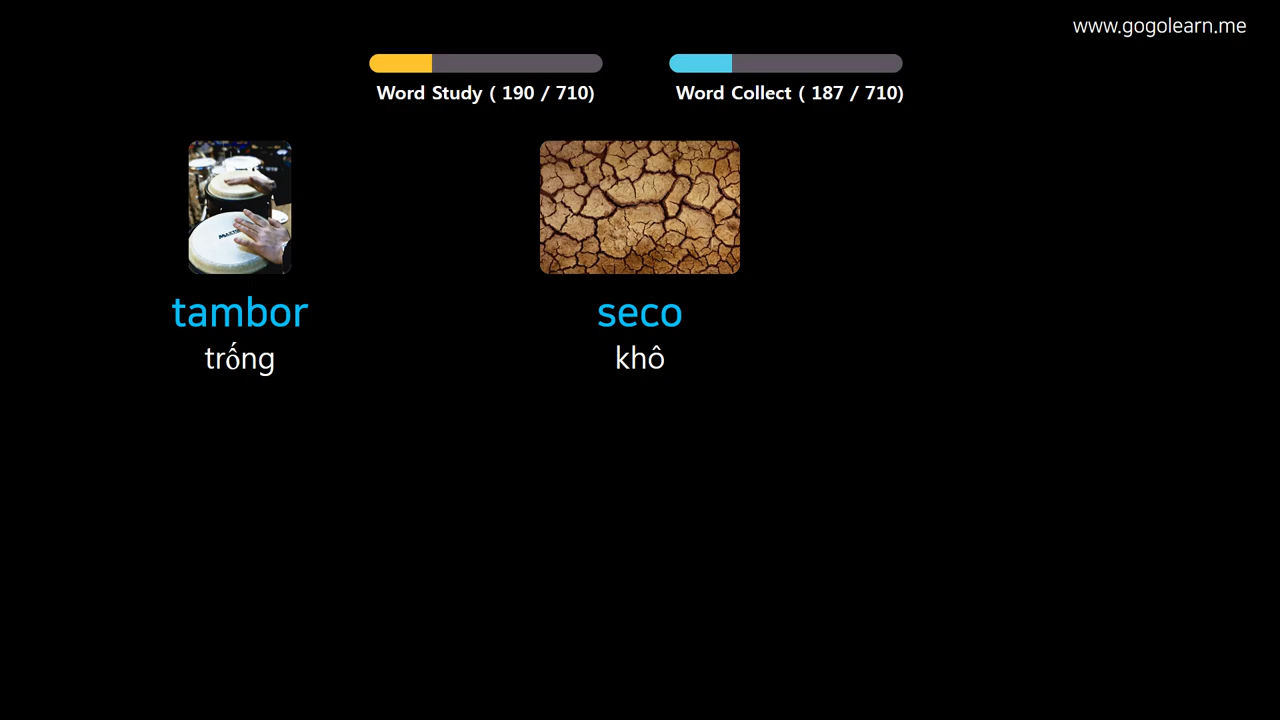 www.gogolearn.me
Word Study ( 190 / 710)
Word Collect ( 187 / 710)
tambor
trống
seco
khô